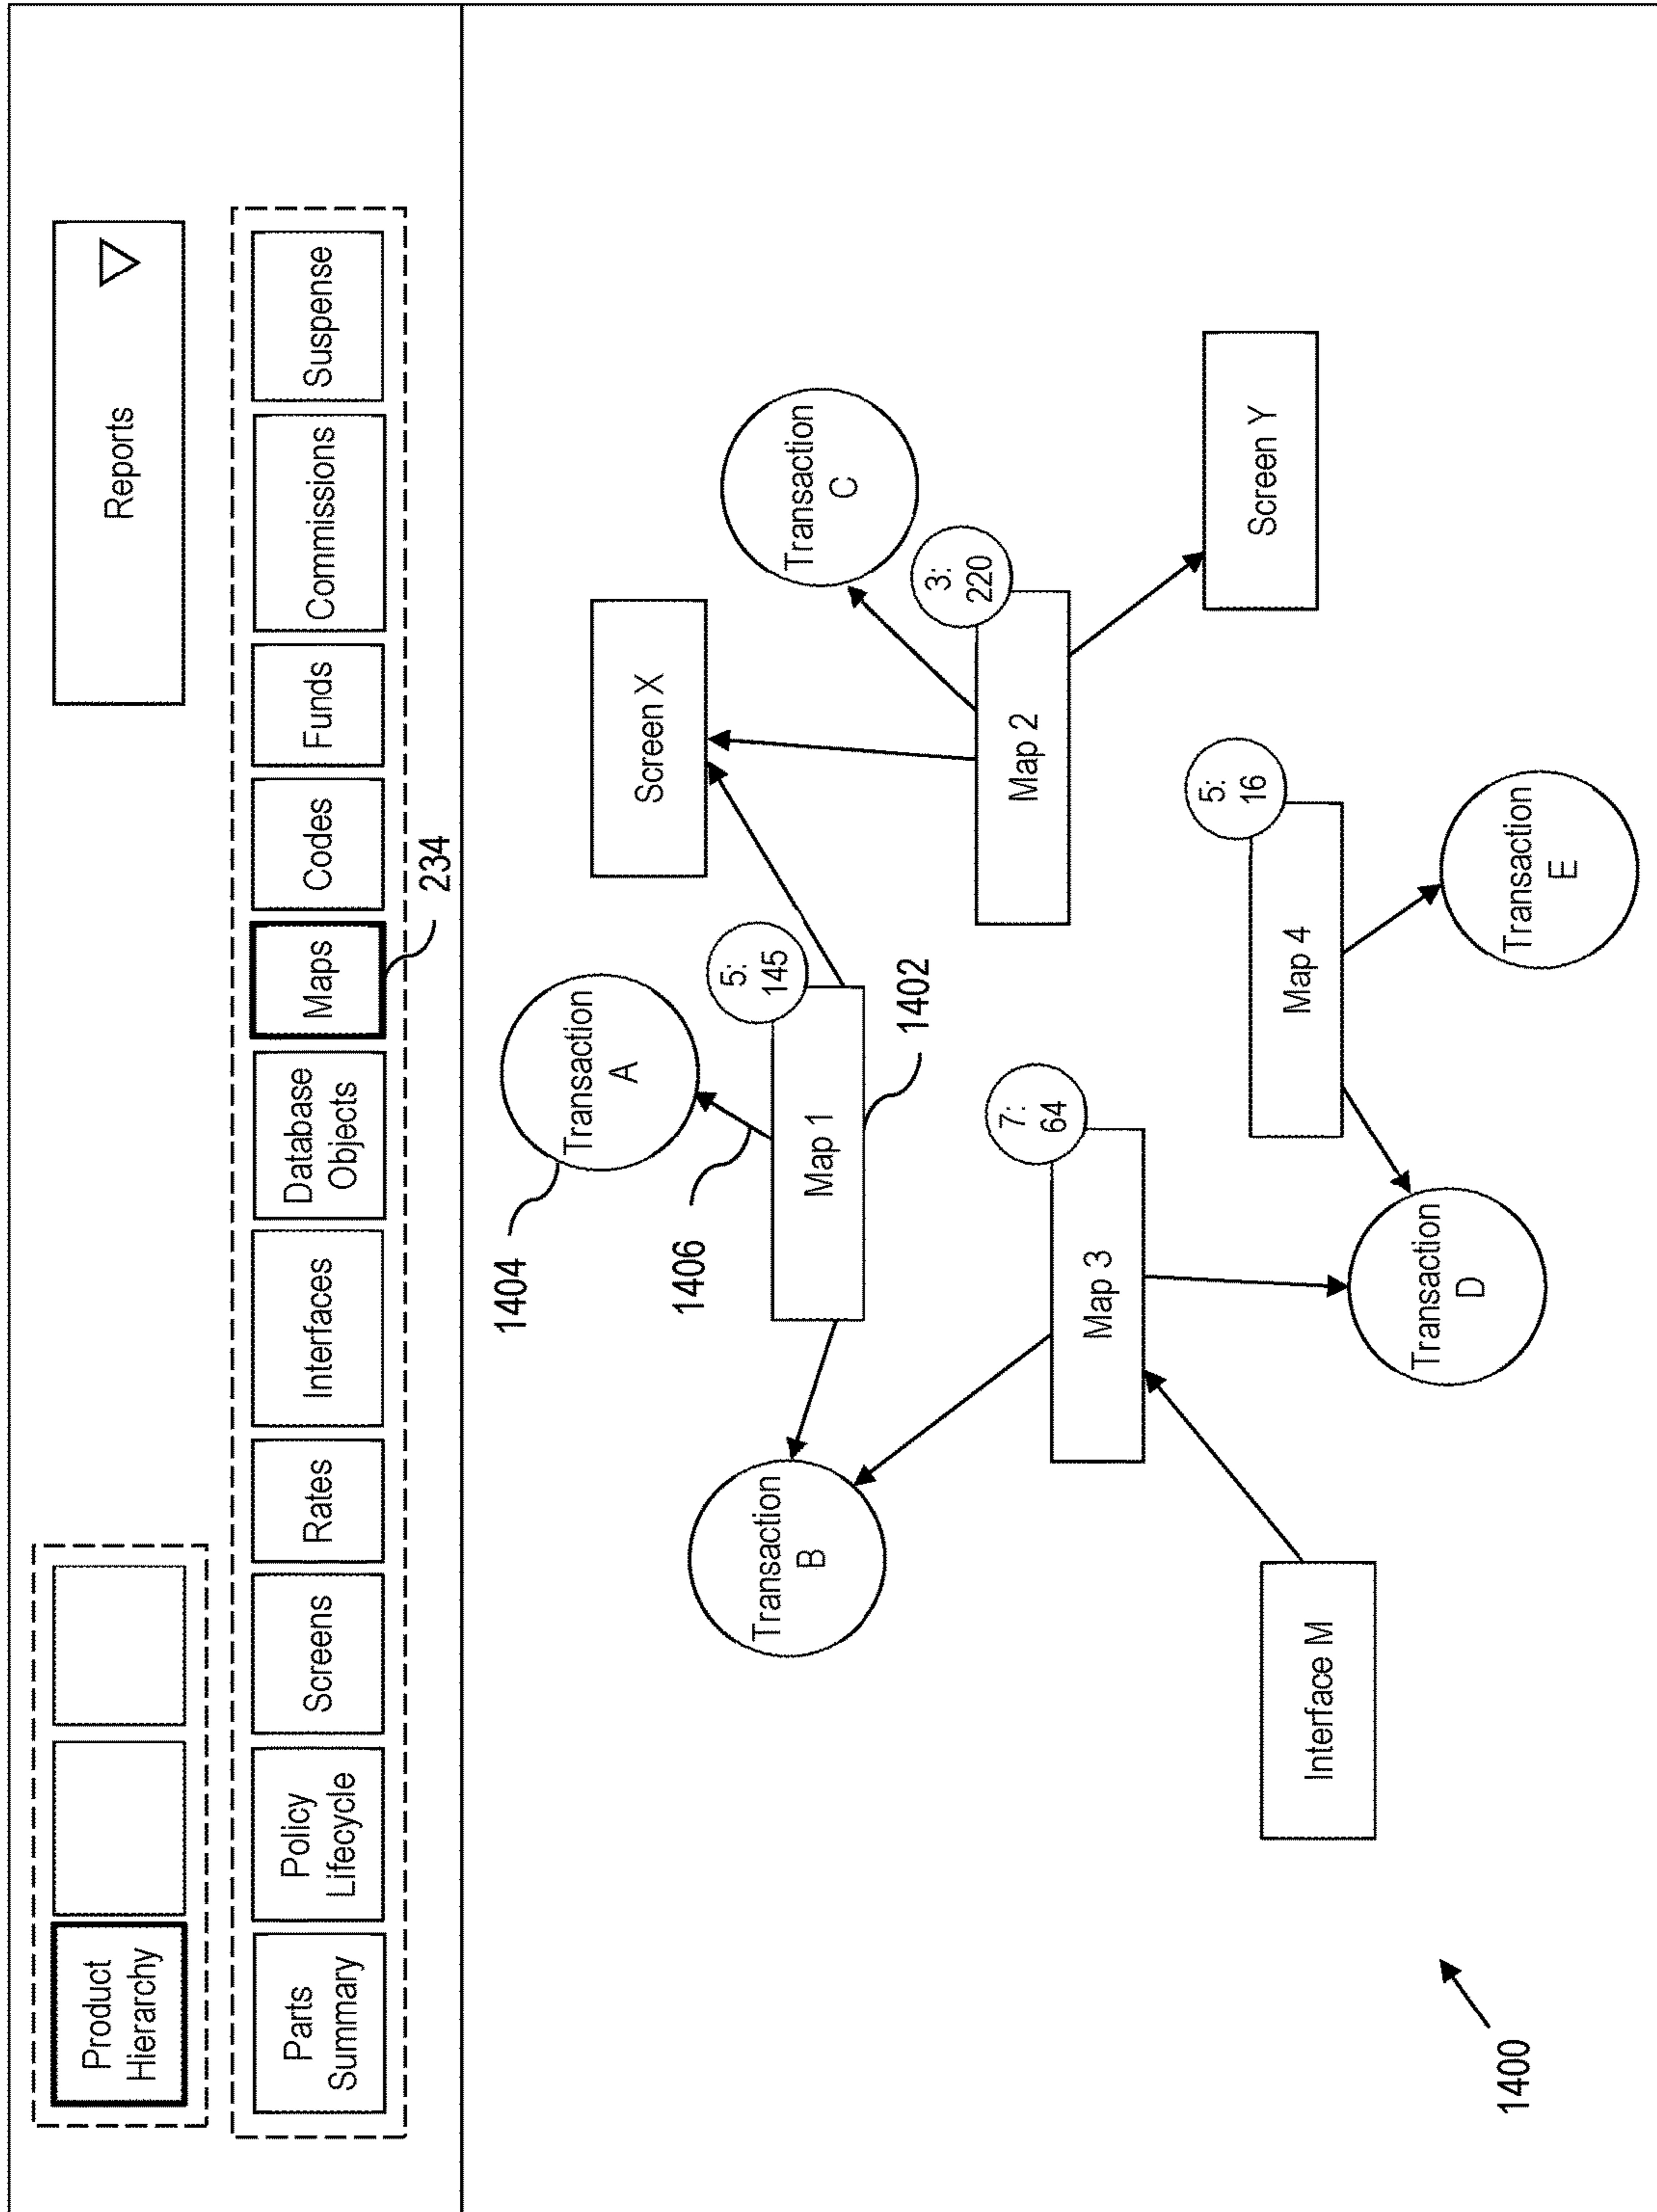 Product
Hierarchy
Reports
Parts
Summary
Policy
Lifecycle
Screens
Rates
Interfaces
Database
Objects
Maps
Codes
Funds
Commissions
Suspense
234
1404
Transaction
A
1406
Screen X
Transaction
B
Map 1
5:
145
1402
Transaction
C
3:
220
Map 2
Map 3
7:
64
Screen Y
Interface M
Map 4
5:
16
Transaction
D
Transaction
E
1400